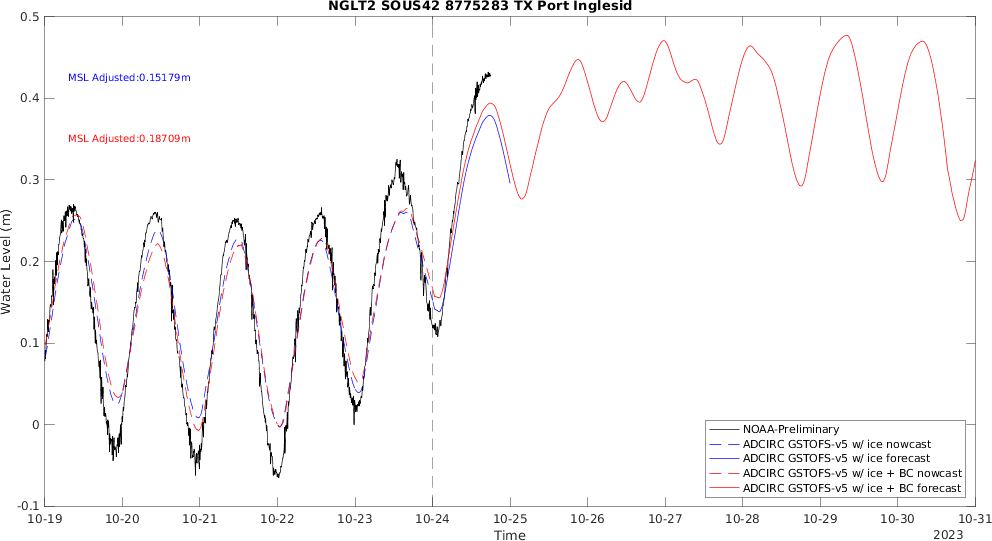 NGLT2 SOUS42 8775283 TX Port Inglesid
MSL Adjusted:0.15179m
MSL Adjusted:0.18709m
Water Level (m)
0.5
0.4
0.3
0.2
0.1
0
-0.1
NOAA-Preliminary
ADCIRC GSTOFS-v5 w/ ice nowcast
ADCIRC GSTOFS-v5 w/ ice forecast
ADCIRC GSTOFS-v5 w/ ice + BC nowcast
ADCIRC GSTOFS-v5 w/ ice + BC forecast
10-19 10-20 10-21 10-22 10-23 10-24 10-25 10-26 10-27 10-28 10-29 10-30 10-31
Time
2023